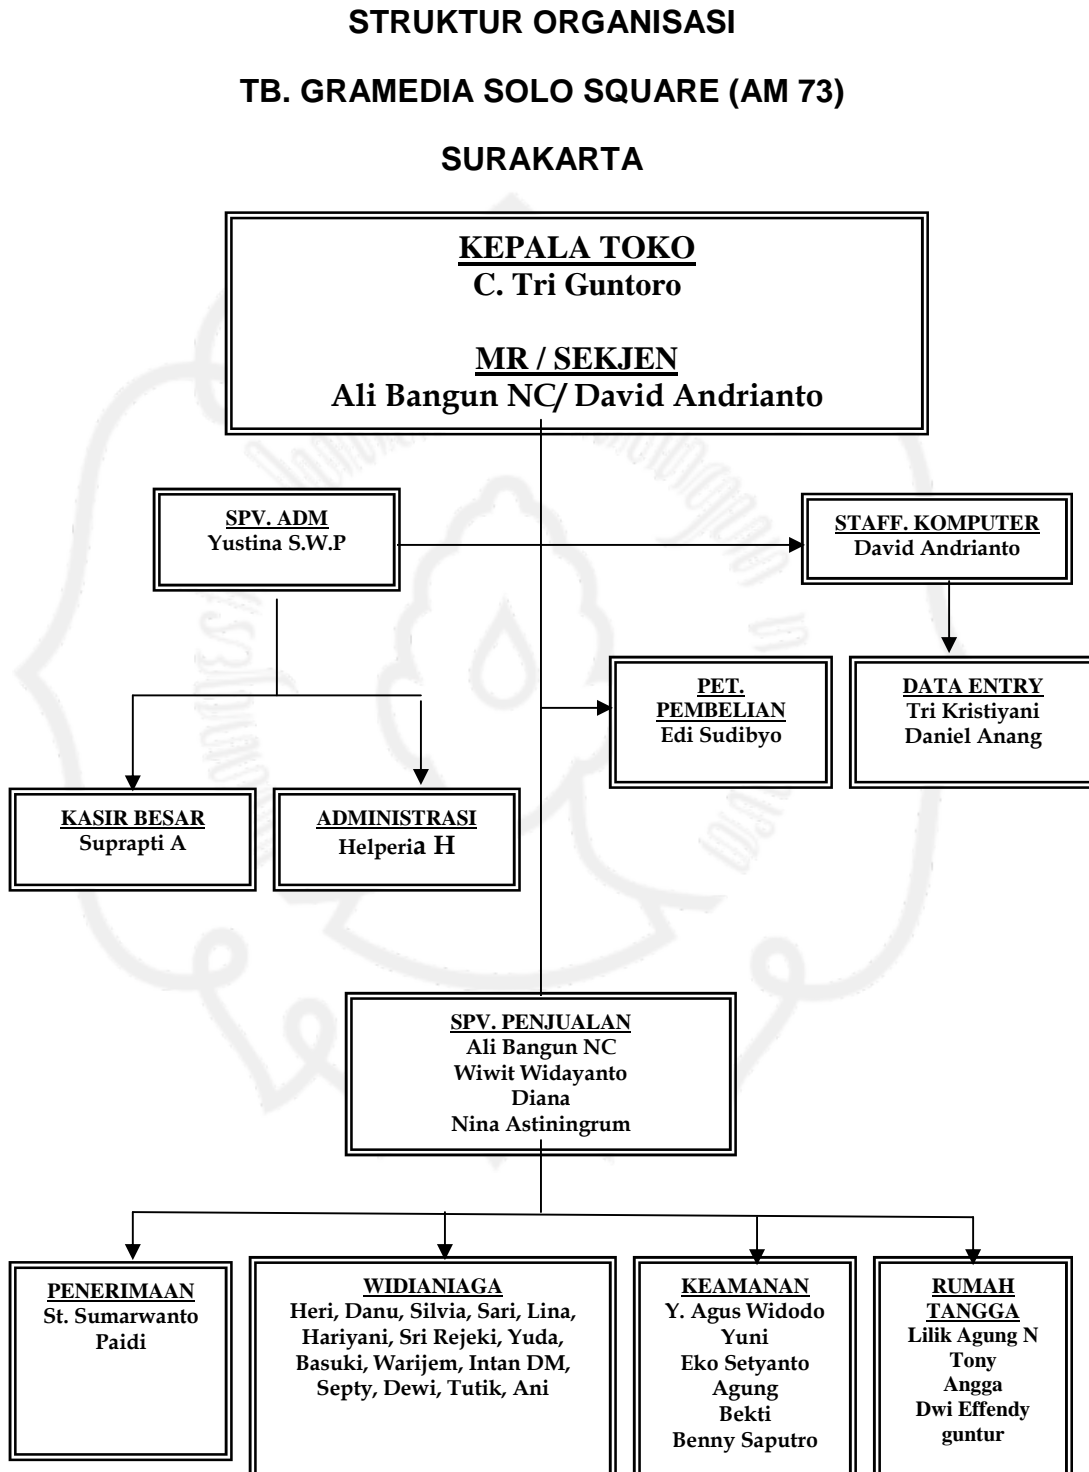 STRUKTUR ORGANISASI
TB. GRAMEDIA SOLO SQUARE (AM 73)
SURAKARTA
KEPALA TOKO
C. Tri Guntoro
MR / SEKJEN
Ali Bangun NC/ David Andrianto
SPV. ADM
Yustina S.W.P
STAFF. KOMPUTER
David Andrianto
PET.
PEMBELIAN
Edi Sudibyo
DATA ENTRY
Tri Kristiyani
Daniel Anang
KASIR BESAR
Suprapti A
ADMINISTRASI
Helperia H
SPV. PENJUALAN
Ali Bangun NC
Wiwit Widayanto
Diana
Nina Astiningrum
PENERIMAAN
St. Sumarwanto
Paidi
WIDIANIAGA
Heri, Danu, Silvia, Sari, Lina,
Hariyani, Sri Rejeki, Yuda,
Basuki, Warijem, Intan DM,
Septy, Dewi, Tutik, Ani
KEAMANAN
Y. Agus Widodo
Yuni
Eko Setyanto
Agung
Bekti
Benny Saputro
RUMAH
TANGGA
Lilik Agung N
Tony
Angga
Dwi Effendy
guntur